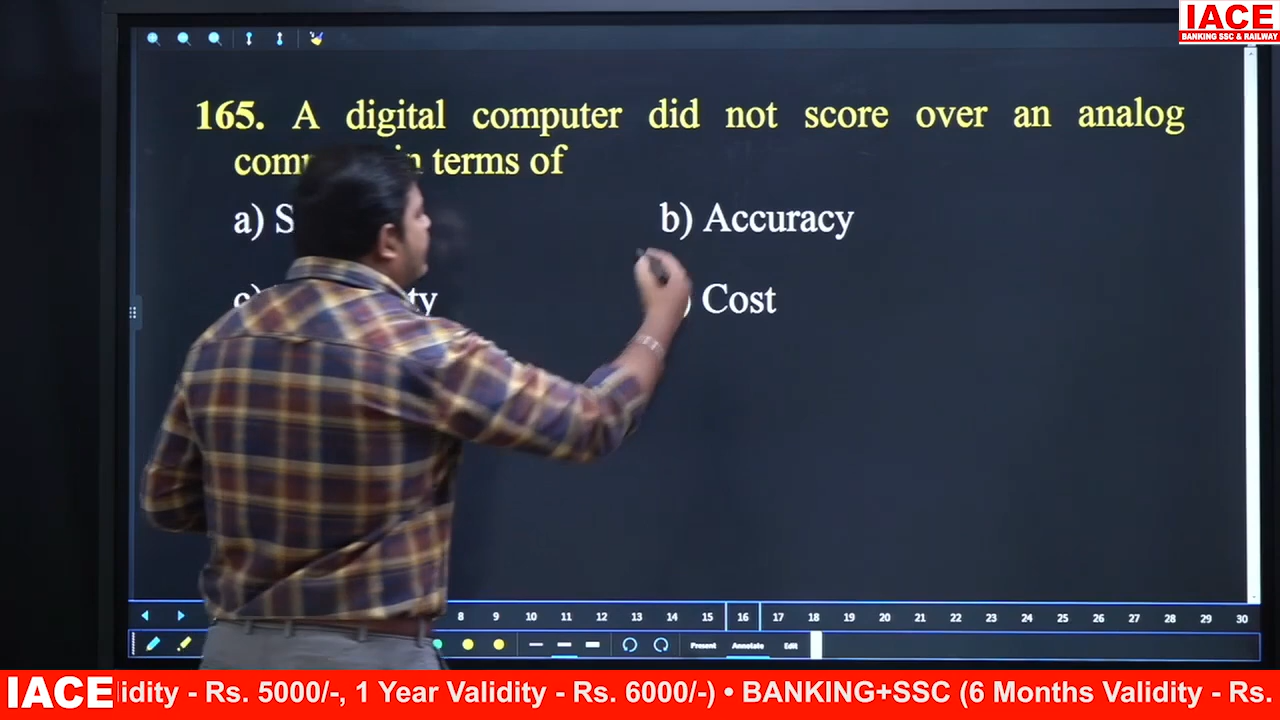 IACE
BANKING SSC & RAILWAY
165. A digital computer did not score over an analog
in terms of
a) b) Accuracy
Cost
8 9 10 11 12 13 14 15 16 17 18 19 20 21 22 23 24 25 26 27 28 29 30
Present Annotate Edit
IACE
idity - Rs. 5000/-, 1 Year Validity - Rs. 6000/-) • BANKING+SSC (6 Months Validity - Rs.